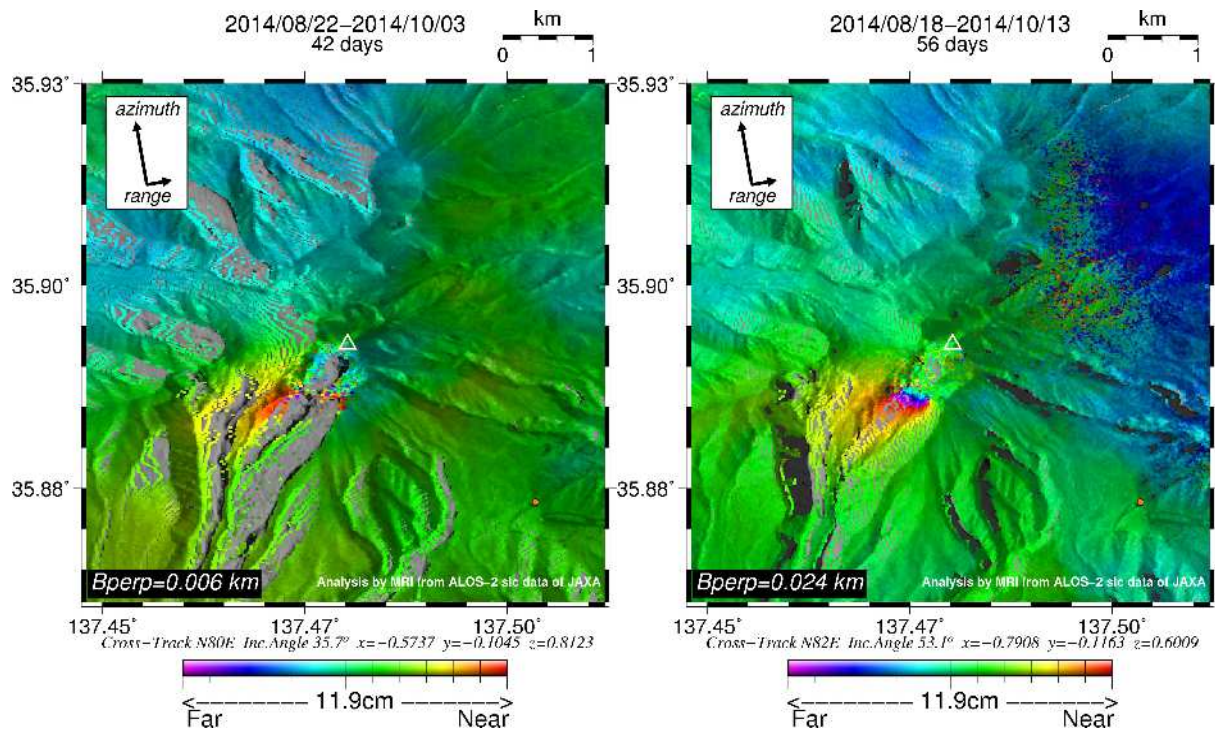 2014/08/22−2014/10/03
42 days
km
0 1
35.93˚
35.90˚
35.88˚
azimuth
range
Bperp=0.006 km
Analysis by MRI from ALOS−2 slc data of JAXA
137.45 137.47 137.50
Cross−Track N80E Inc.Angle 35.7° x=−0.5737 y=−0.1045 z=0.8123
<−−−−−−−− 11.9cm −−−−−−−>
Far Near
2014/08/18−2014/10/13
56 days
km
0 1
35.93˚
35.90˚
35.88˚
azimuth
range
Bperp=0.024 km
Analysis by MRI from ALOS−2 slc data of JAXA
137.45 137.47 137.50
Cross−Track N82E Inc.Angle 53.1° x=−0.7908 y=−0.1163 z=0.6009
<−−−−−−−− 11.9cm −−−−−−−>
Far Near